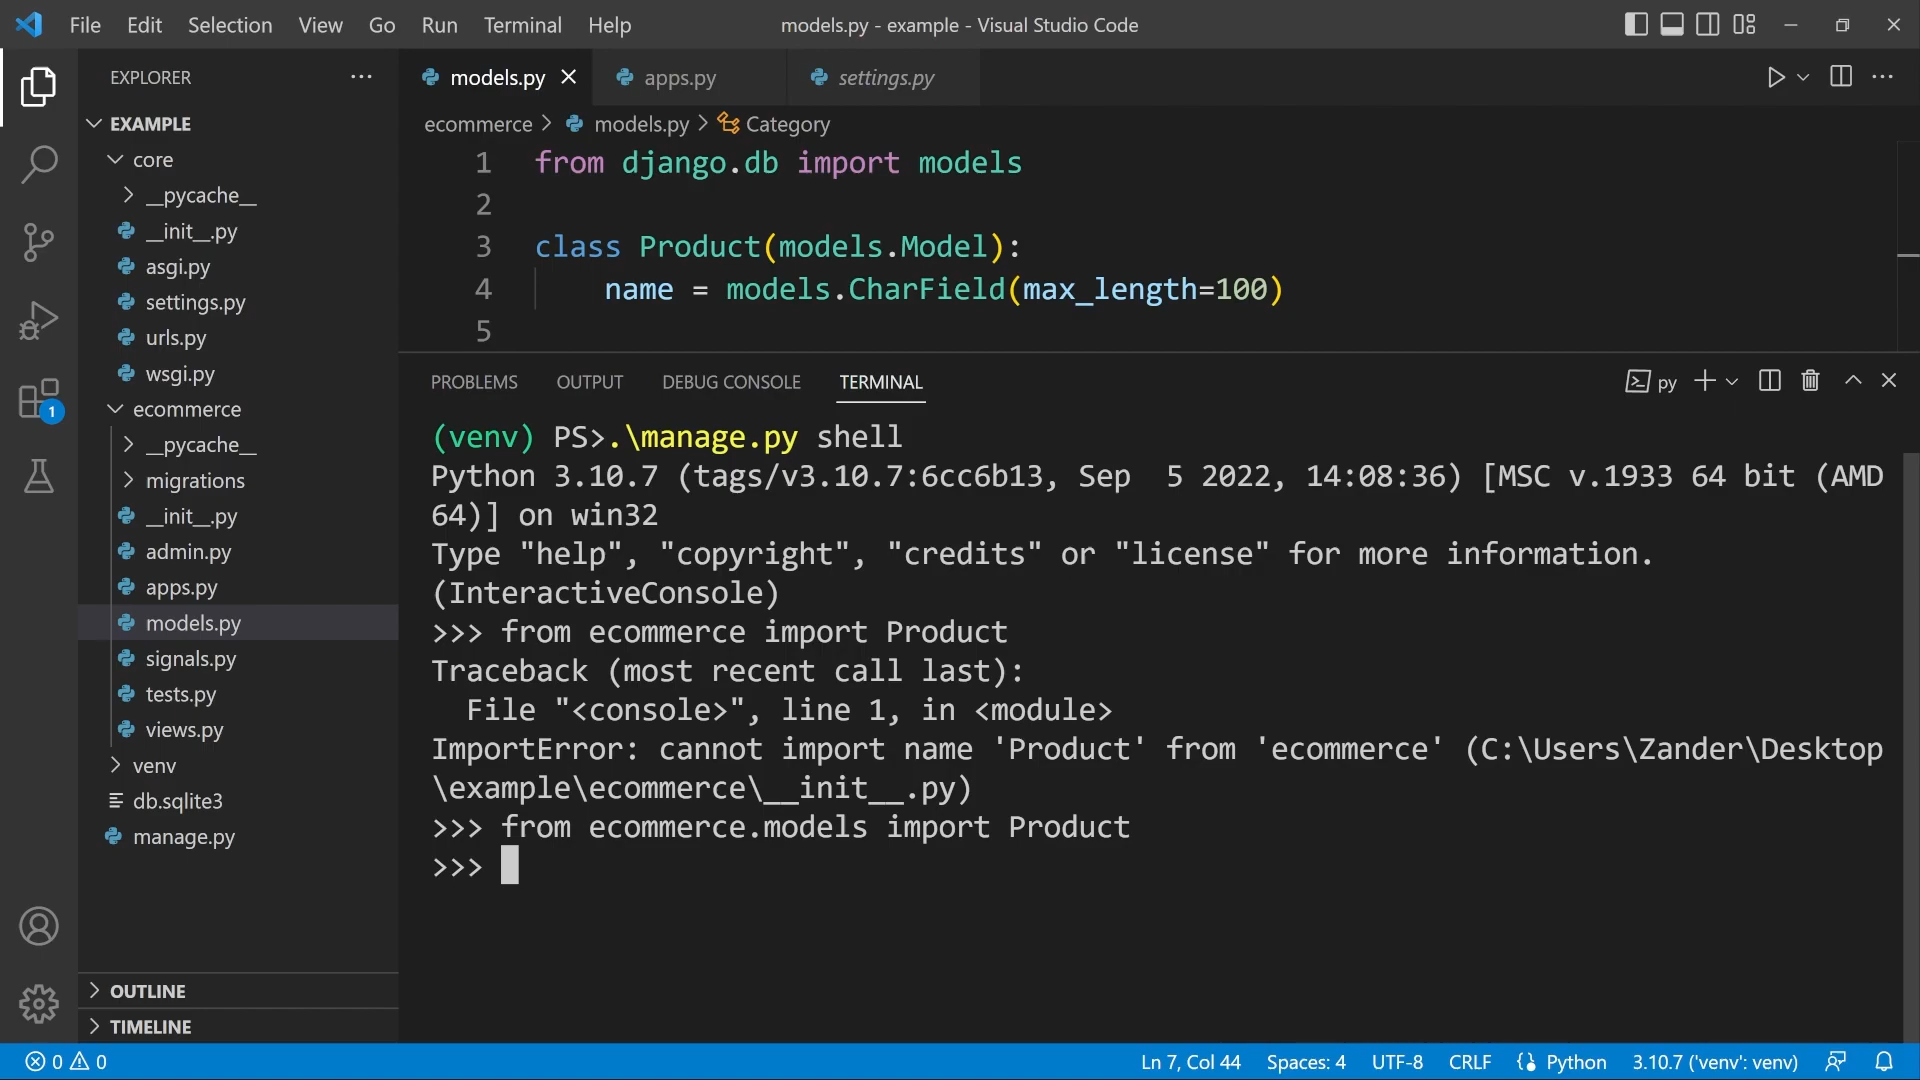 File Edit Selection View Go Run Terminal Help models.py - example - Visual Studio Code
EXPLORER
EXAMPLE
core
__pycache__
__init__.py
asgi.py
settings.py
urls.py
wsgi.py
ecommerce
__pycache__
migrations
__init__.py
admin.py
apps.py
models.py
signals.py
tests.py
views.py
venv
db.sqlite3
manage.py
OUTLINE
TIMELINE
1
models.py apps.py settings.py
ecommerce > models.py > Category
1 from django.db import models
2
3 class Product(models.Model):
4 name = models.CharField(max_length=100)
5
PROBLEMS OUTPUT DEBUG CONSOLE TERMINAL py
(venv) PS>.\manage.py shell
Python 3.10.7 (tags/v3.10.7:6cc6b13, Sep  5 2022, 14:08:36) [MSC v.1933 64 bit (AMD
64)] on win32
Type "help", "copyright", "credits" or "license" for more information.
(InteractiveConsole)
>>> from ecommerce import Product
Traceback (most recent call last):
  File "<console>", line 1, in <module>
ImportError: cannot import name 'Product' from 'ecommerce' (C:\Users\Zander\Desktop
\example\ecommerce\__init__.py)
>>> from ecommerce.models import Product
>>>
0 0 Ln 7, Col 44 Spaces: 4 UTF-8 CRLF Python 3.10.7 ('venv': venv)